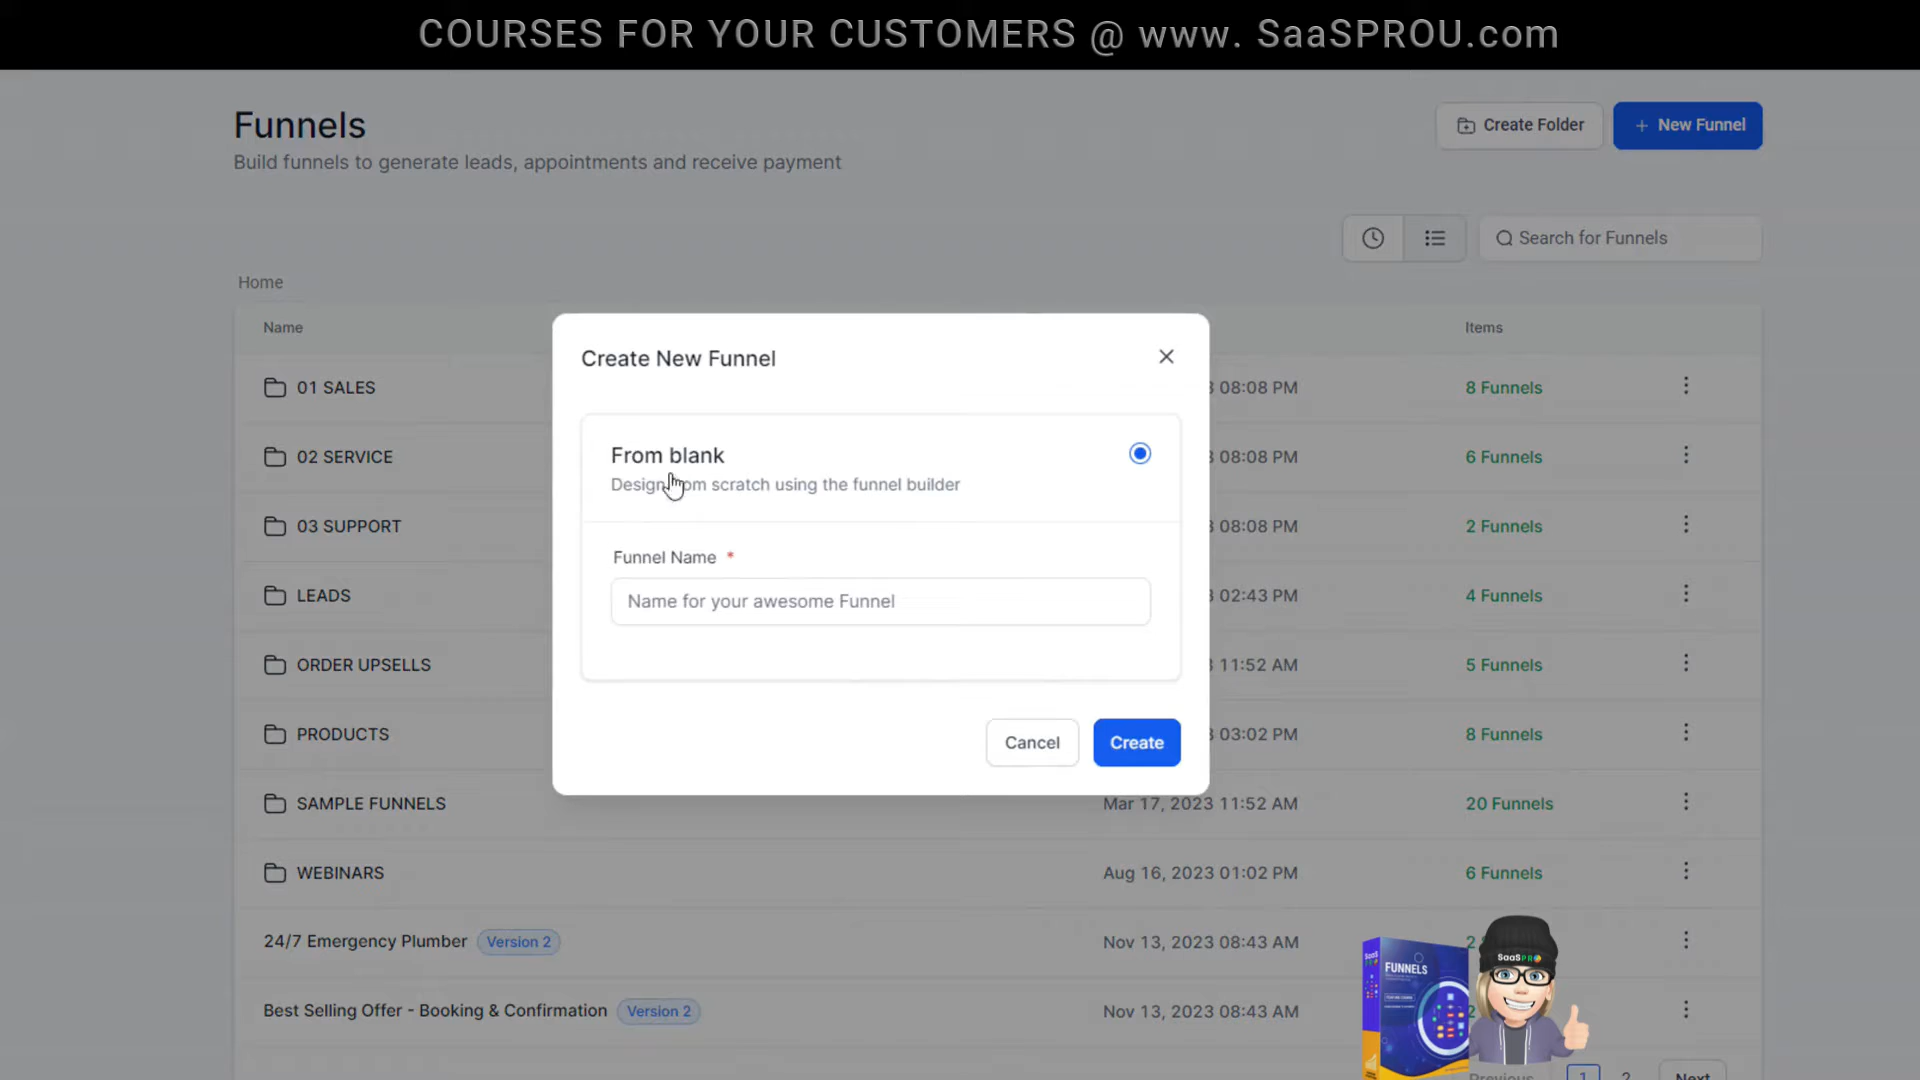 COURSES FOR YOUR CUSTOMERS @ www. SaaSPROU.com
Funnels
Build funnels to generate leads, appointments and receive payment
Create Folder
+ New Funnel
Search for Funnels
Home
Name
Items
Create New Funnel
From blank
Design from scratch using the funnel builder
Funnel Name *
Name for your awesome Funnel
Cancel
Create
01 SALES
08:08 PM
8 Funnels
02 SERVICE
08:08 PM
6 Funnels
03 SUPPORT
08:08 PM
2 Funnels
LEADS
02:43 PM
4 Funnels
ORDER UPSELLS
11:52 AM
5 Funnels
PRODUCTS
03:02 PM
8 Funnels
SAMPLE FUNNELS
Mar 17, 2023 11:52 AM
20 Funnels
WEBINARS
Aug 16, 2023 01:02 PM
6 Funnels
24/7 Emergency Plumber
Version 2
Nov 13, 2023 08:43 AM
2
Best Selling Offer - Booking & Confirmation
Version 2
Nov 13, 2023 08:43 AM
FUNNELS
SaaSPRO
Previous
1
2
Next